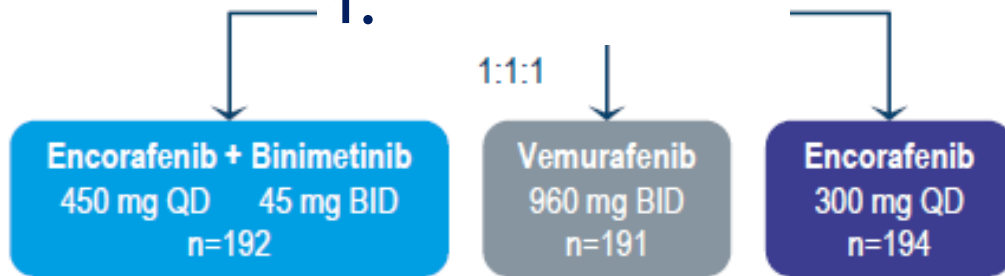 1:1:1
Encorafenib + Binimetinib
450 mg QD 45 mg BID
n=192
Vemurafenib
960 mg BID
n=191
Encorafenib
300 mg QD
n=194